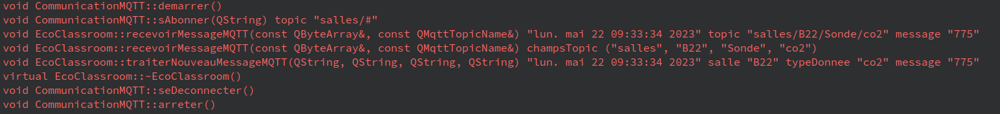 void CommunicationMQTT::demarrer()
void CommunicationMQTT::sAbonner(QString) topic "salles/#"
void EcoClassroom::recevoirMessageMQTT(const QByteArray&, const QMqttTopicName&) "lun. mai 22 09:33:34 2023" topic "salles/B22/Sonde/co2" message "775"
void EcoClassroom::recevoirMessageMQTT(const QByteArray&, const QMqttTopicName&) champsTopic ("salles", "B22", "Sonde", "co2")
void EcoClassroom::traiterNouveauMessageMQTT(QString, QString, QString, QString) "lun. mai 22 09:33:34 2023" salle "B22" typeDonnee "co2" message "775"
virtual EcoClassroom::~EcoClassroom()
void CommunicationMQTT::seDeconnecter()
void CommunicationMQTT::arreter()